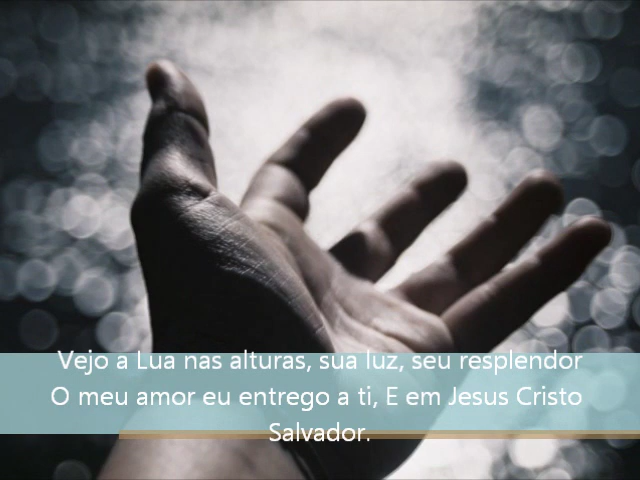 Vejo a Lua nas alturas, sua luz, seu resplendor
O meu amor eu entrego a ti, E em Jesus Cristo
Salvador.